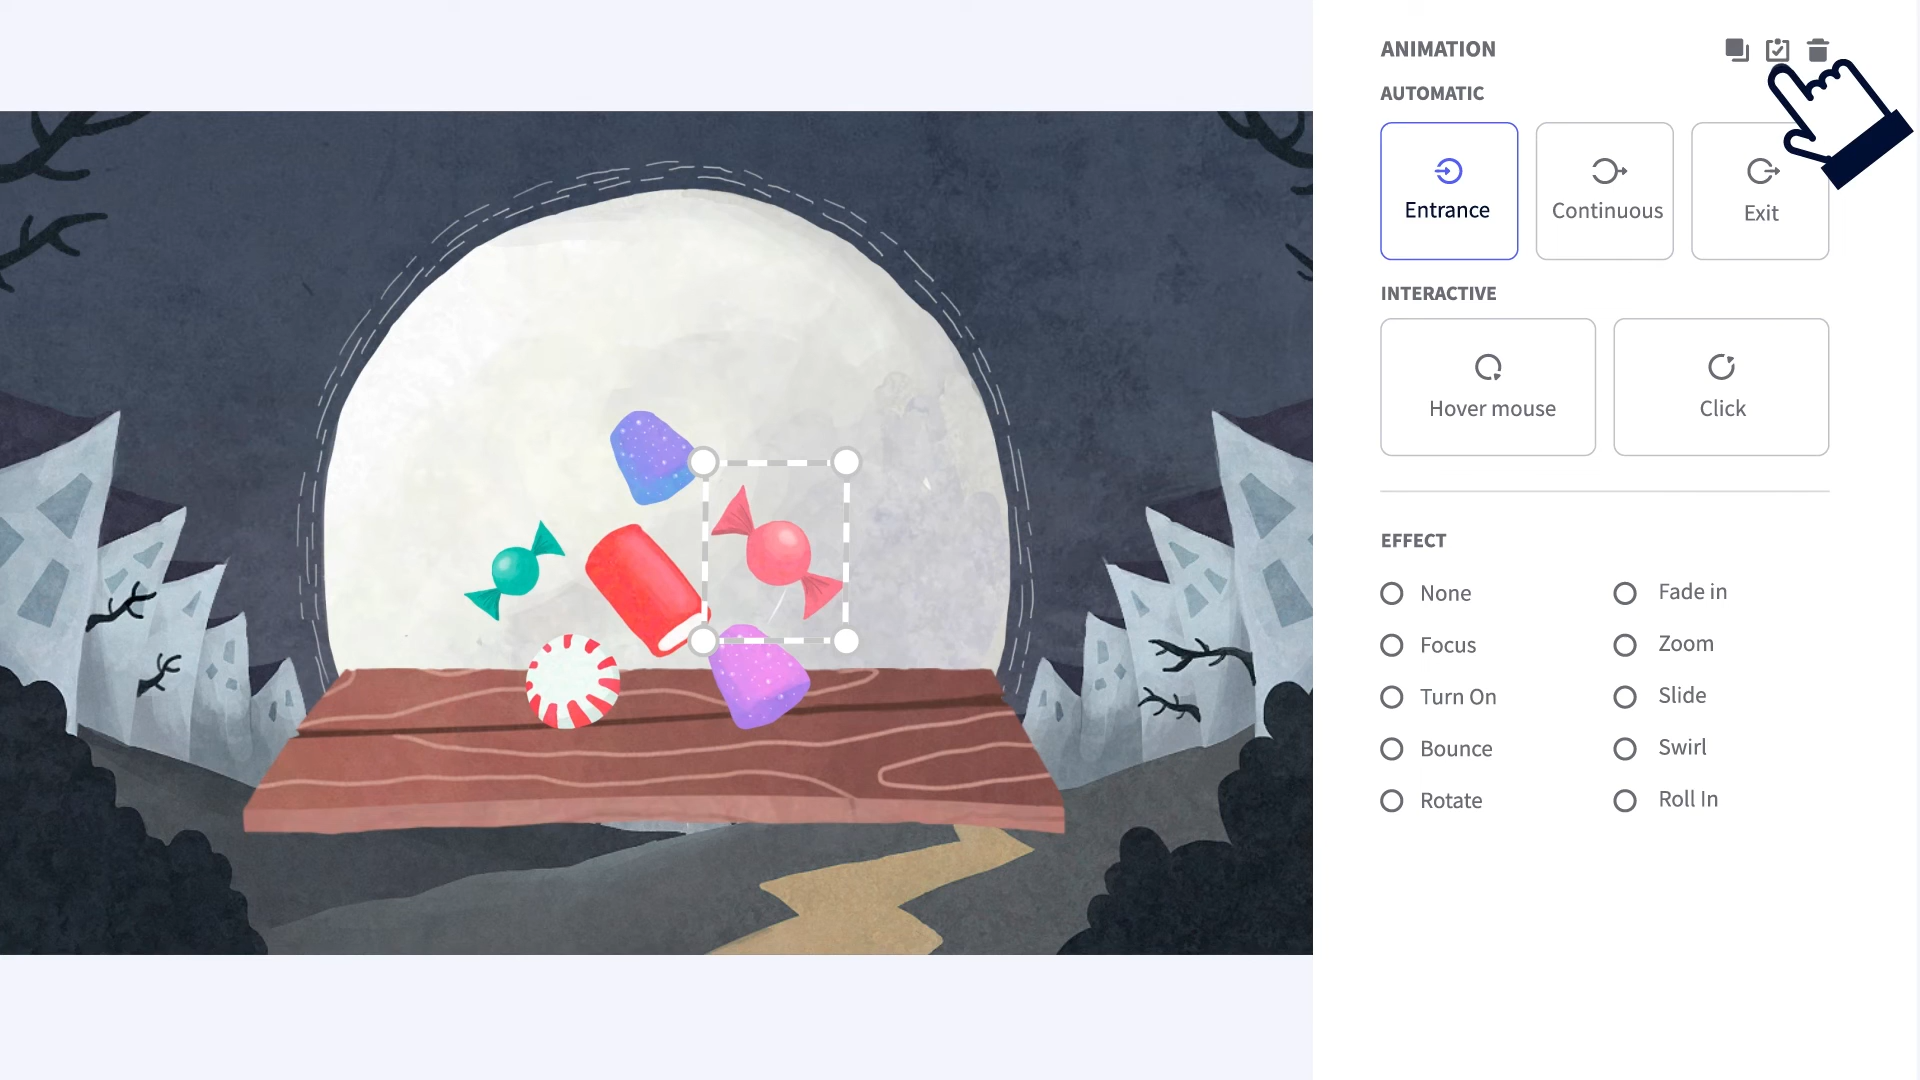 ANIMATION
AUTOMATIC
Entrance
Continuous
Exit
INTERACTIVE
Hover mouse
Click
EFFECT
None
Fade in
Focus
Zoom
Turn On
Slide
Bounce
Swirl
Rotate
Roll In